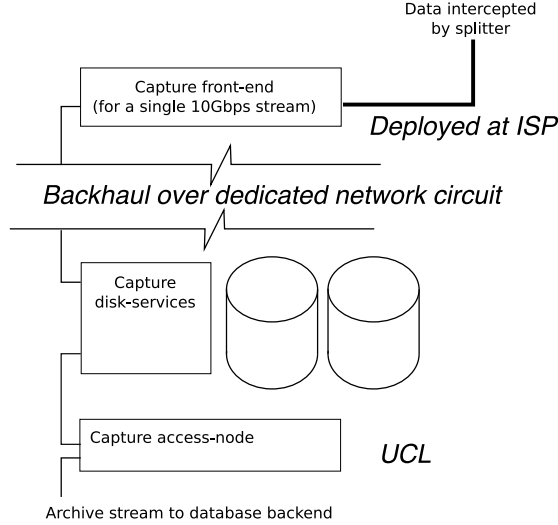 Data intercepted
by splitter
Capture front-end
(for a single 10Gbps stream)
Deployed at ISP
Backhaul over dedicated network circuit
Capture
disk-services
Capture access-node
UCL
Archive stream to database backend